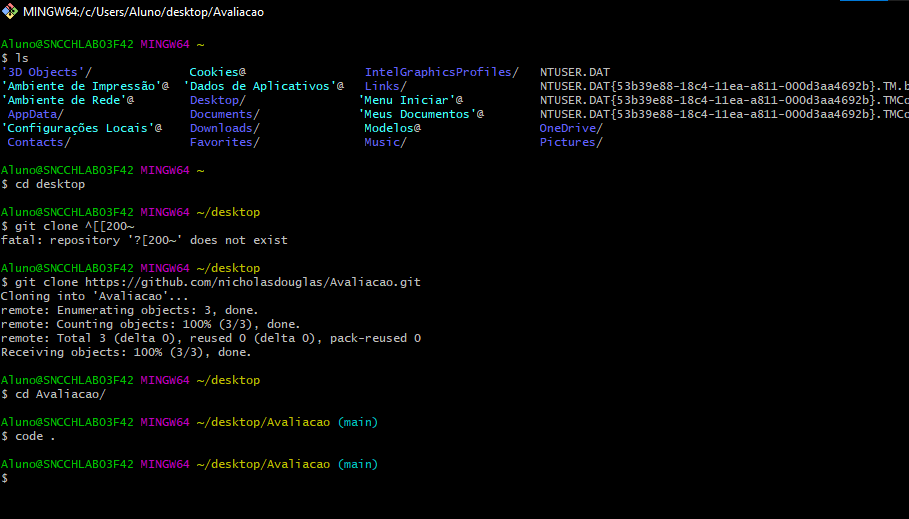 MINGW64:/c/Users/Aluno/desktop/Avaliacao
Aluno@SNCCHLAB03F42 MINGW64 ~
$ ls
'3D Objects'/ Cookies@ IntelGraphicsProfiles/ NTUSER.DAT
'Ambiente de Impressão'@ 'Dados de Aplicativos'@ Links/ NTUSER.DAT{53b39e88-18c4-11ea-a811-000d3aa4692b}.TM.b
'Ambiente de Rede'@ Desktop/ 'Menu Iniciar'@ NTUSER.DAT{53b39e88-18c4-11ea-a811-000d3aa4692b}.TMCo
AppData/ Documents/ 'Meus Documentos'@ NTUSER.DAT{53b39e88-18c4-11ea-a811-000d3aa4692b}.TMCo
'Configurações Locais'@ Downloads/ Modelos@ OneDrive/
Contacts/ Favorites/ Music/ Pictures/
Aluno@SNCCHLAB03F42 MINGW64 ~
$ cd desktop
Aluno@SNCCHLAB03F42 MINGW64 ~/desktop
$ git clone ^[[200~
fatal: repository '?[200~' does not exist
Aluno@SNCCHLAB03F42 MINGW64 ~/desktop
$ git clone https://github.com/nicholasdouglas/Avaliacao.git
Cloning into 'Avaliacao'...
remote: Enumerating objects: 3, done.
remote: Counting objects: 100% (3/3), done.
remote: Total 3 (delta 0), reused 0 (delta 0), pack-reused 0
Receiving objects: 100% (3/3), done.
Aluno@SNCCHLAB03F42 MINGW64 ~/desktop
$ cd Avaliacao/
Aluno@SNCCHLAB03F42 MINGW64 ~/desktop/Avaliacao (main)
$ code .
Aluno@SNCCHLAB03F42 MINGW64 ~/desktop/Avaliacao (main)
$